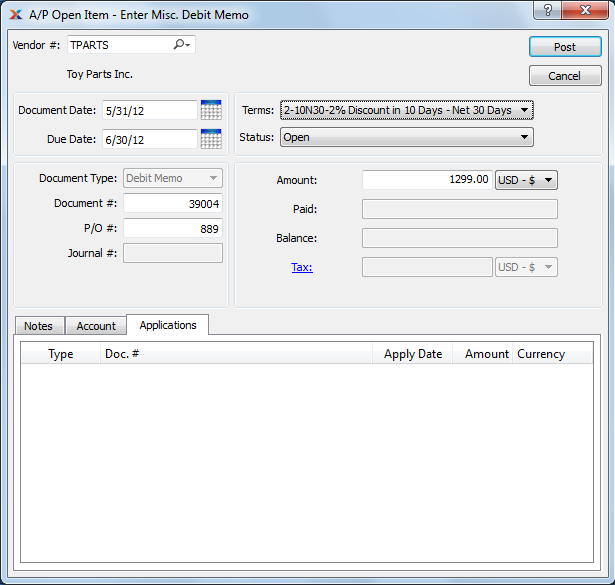 A/P Open Item - Enter Misc. Debit Memo
?
Vendor #: TPARTS
Post
Toy Parts Inc.
Cancel
Document Date: 5/31/12
Terms: 2-10N30-2% Discount in 10 Days - Net 30 Days
Due Date: 6/30/12
Status: Open
Document Type: Debit Memo
Amount: 1299.00 USD - $
Document #: 39004
Paid:
P/O #: 889
Balance:
Journal #:
Tax: USD - $
Notes Account Applications
Type Doc. # Apply Date Amount Currency